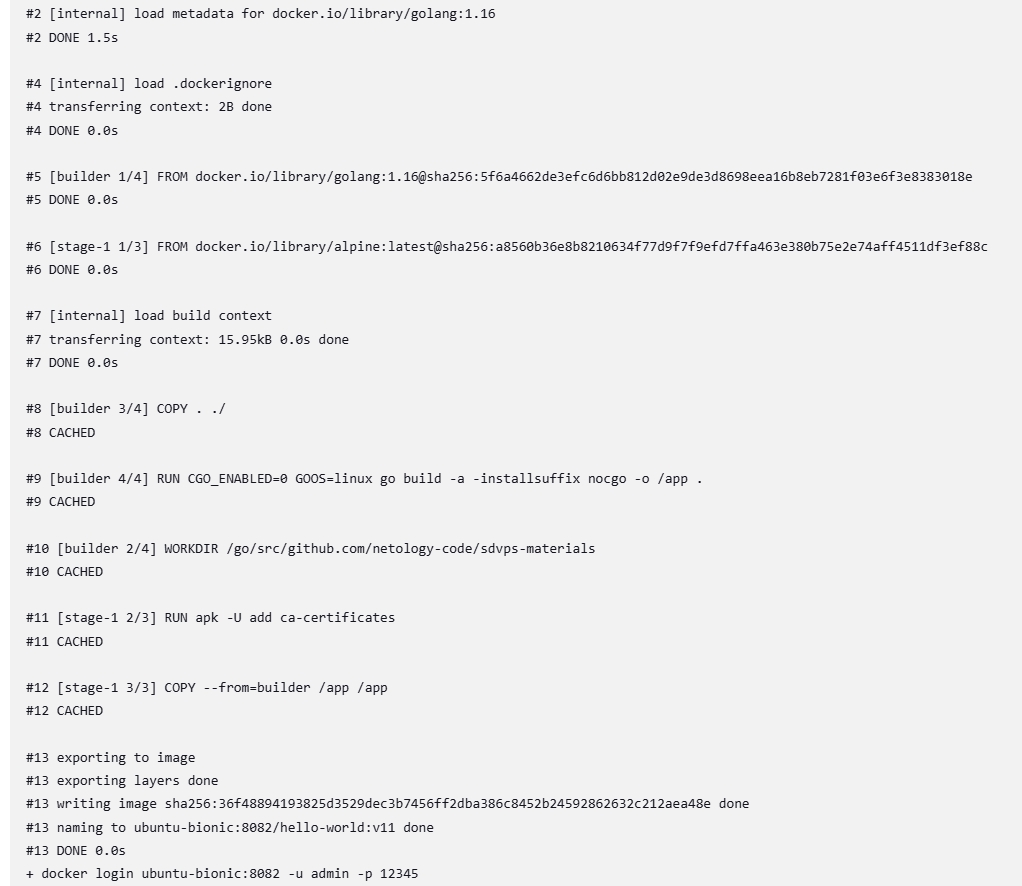 #2 [internal] load metadata for docker.io/library/golang:1.16
#2 DONE 1.5s
#4 [internal] load .dockerignore
#4 transferring context: 2B done
#4 DONE 0.0s
#5 [builder 1/4] FROM docker.io/library/golang:1.16@sha256:5f6a4662de3efc6d6bb812d02e9de3d8698eea16b8eb7281f03e6f3e8383018e
#5 DONE 0.0s
#6 [stage-1 1/3] FROM docker.io/library/alpine:latest@sha256:a8560b36e8b8210634f77d9f7f9efd7ffa463e380b75e2e74aff4511df3ef88c
#6 DONE 0.0s
#7 [internal] load build context
#7 transferring context: 15.95kB 0.0s done
#7 DONE 0.0s
#8 [builder 3/4] COPY . ./
#8 CACHED
#9 [builder 4/4] RUN CGO_ENABLED=0 GOOS=linux go build -a -installsuffix nocgo -o /app .
#9 CACHED
#10 [builder 2/4] WORKDIR /go/src/github.com/netology-code/sdvps-materials
#10 CACHED
#11 [stage-1 2/3] RUN apk -U add ca-certificates
#11 CACHED
#12 [stage-1 3/3] COPY --from=builder /app /app
#12 CACHED
#13 exporting to image
#13 exporting layers done
#13 writing image sha256:36f48894193825d3529dec3b7456ff2dba386c8452b24592862632c212aea48e done
#13 naming to ubuntu-bionic:8082/hello-world:v11 done
#13 DONE 0.0s
+ docker login ubuntu-bionic:8082 -u admin -p 12345